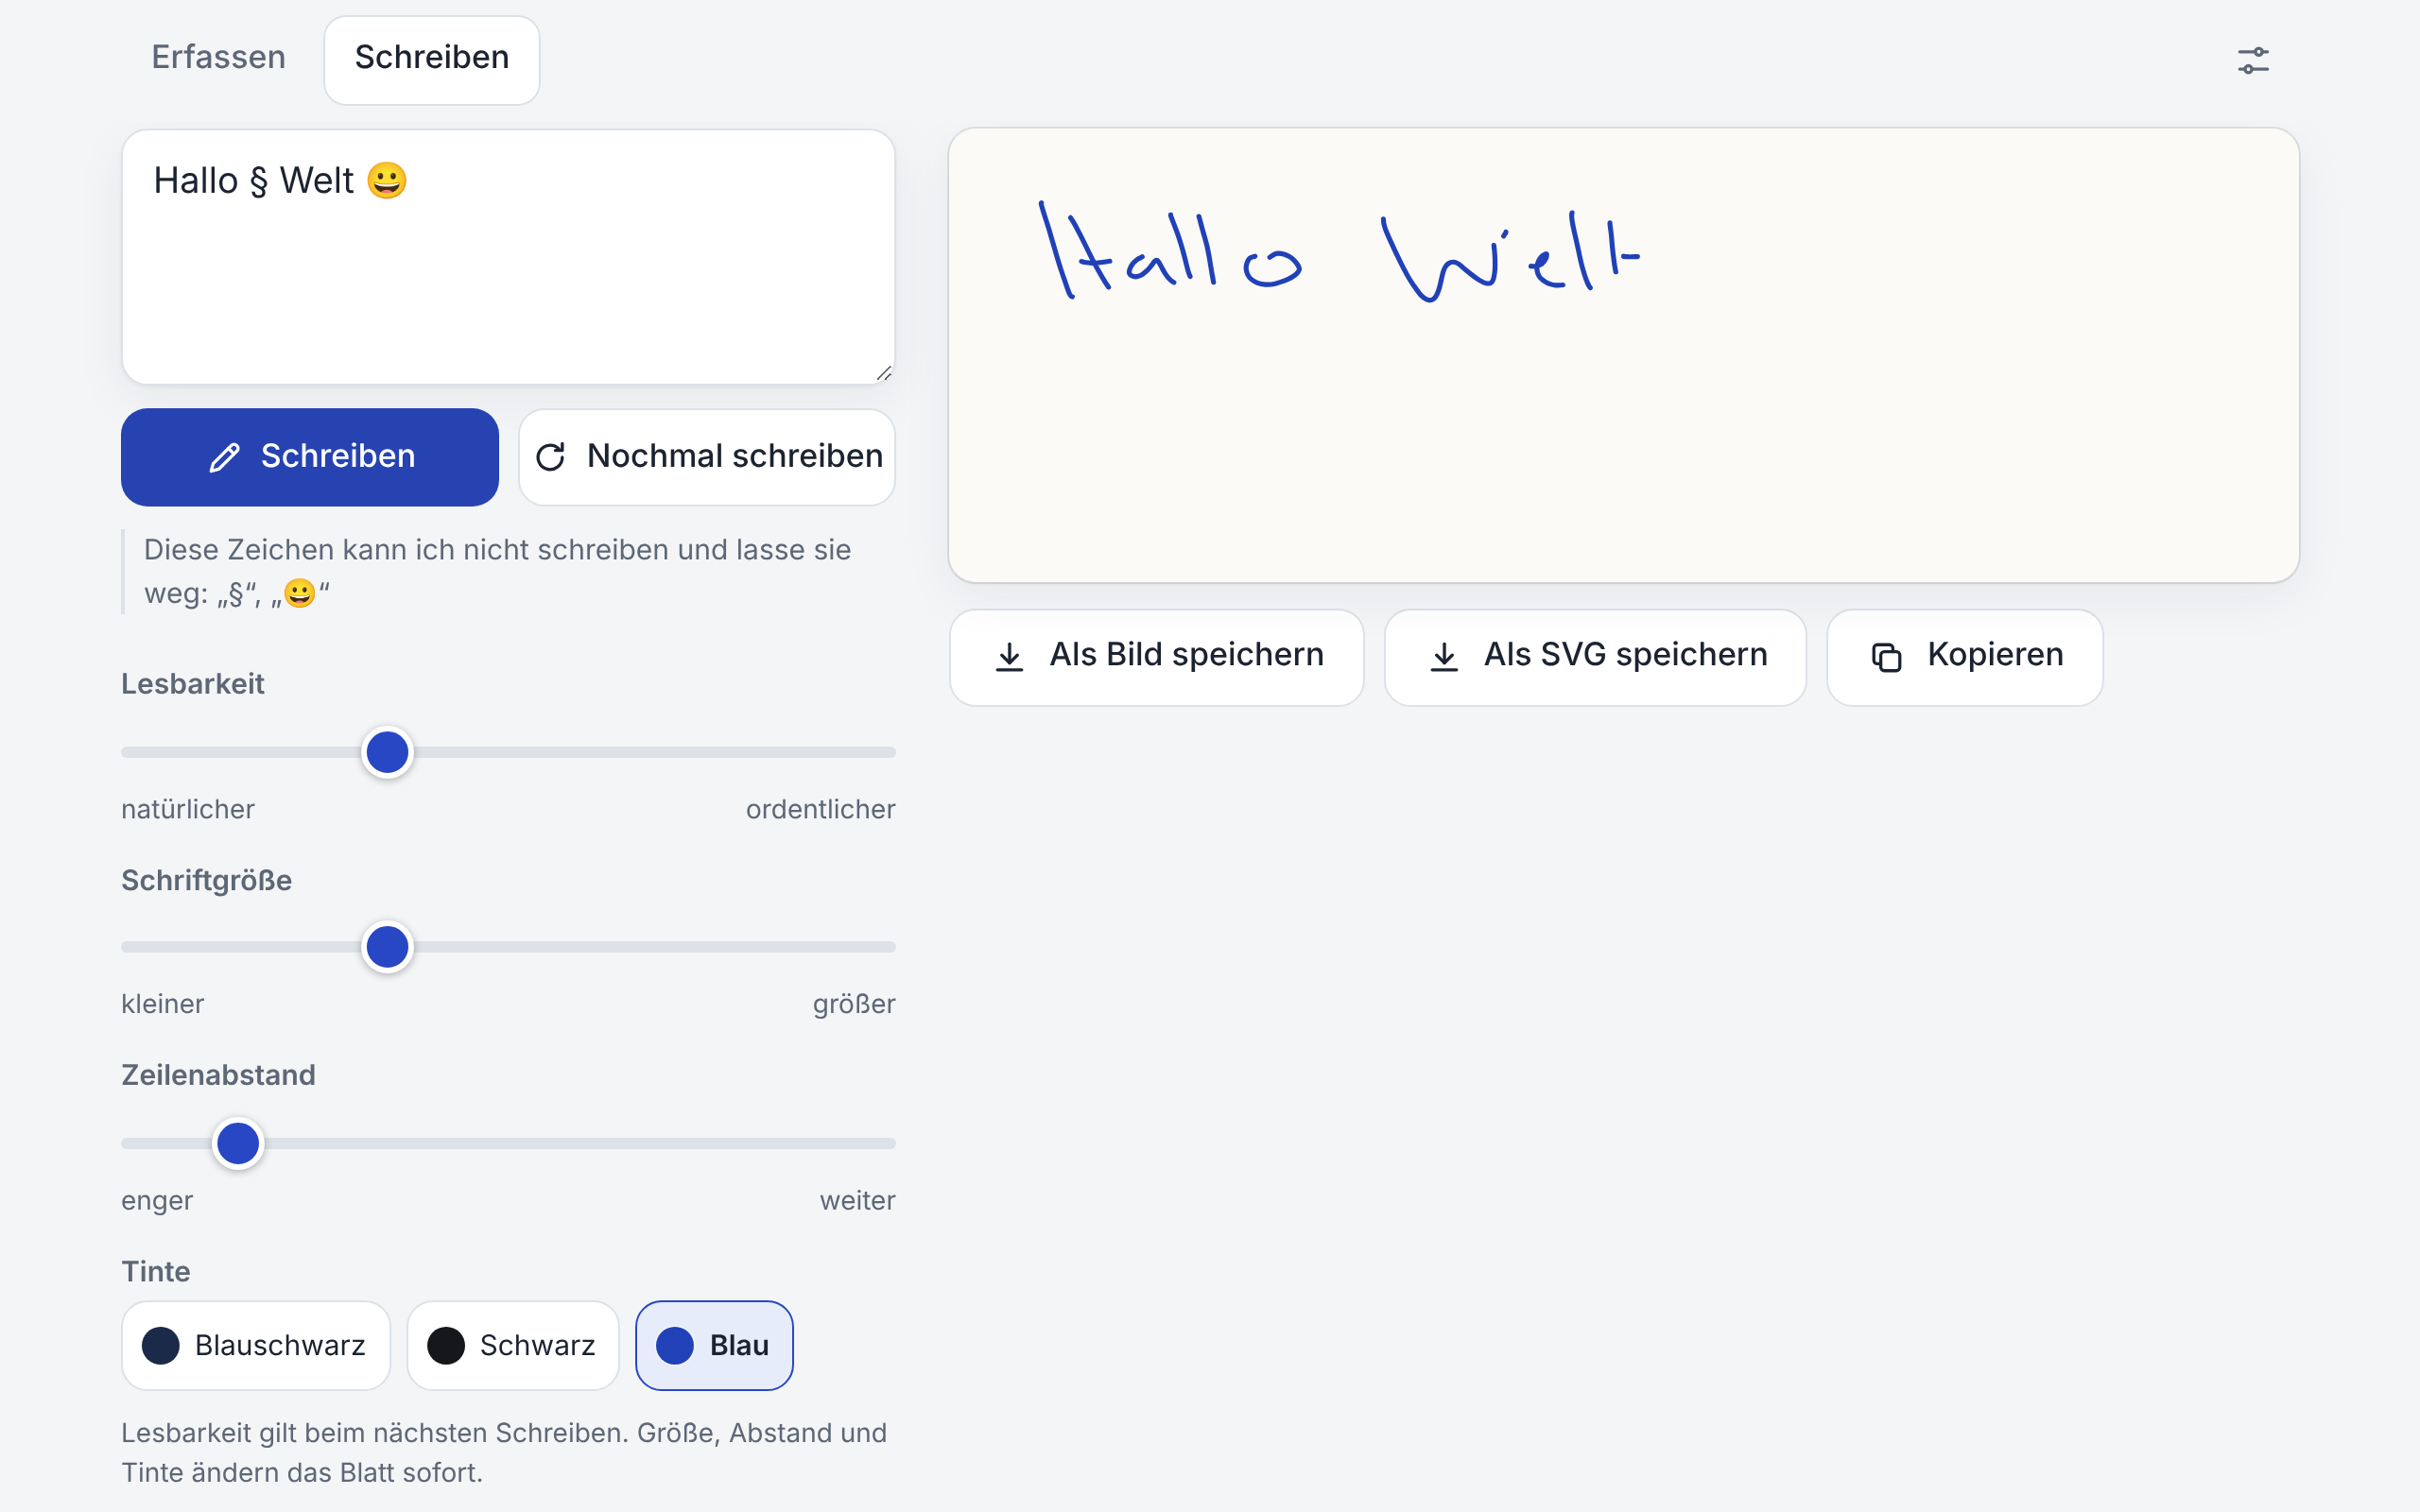 Erfassen
Schreiben
Hallo § Welt 😀
Hallo Welt
Schreiben
Nochmal schreiben
Diese Zeichen kann ich nicht schreiben und lasse sie
weg: „§“, „😀“
Als Bild speichern
Als SVG speichern
Kopieren
Lesbarkeit
natürlicher
ordentlicher
Schriftgröße
kleiner
größer
Zeilenabstand
enger
weiter
Tinte
Blauschwarz
Schwarz
Blau
Lesbarkeit gilt beim nächsten Schreiben. Größe, Abstand und
Tinte ändern das Blatt sofort.